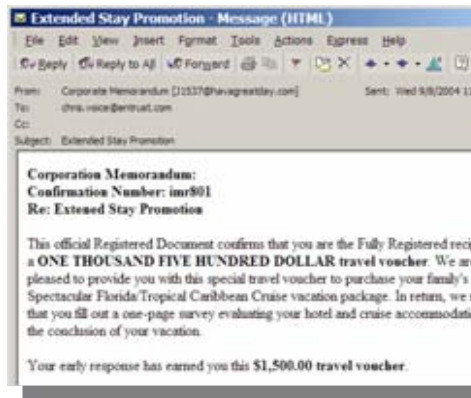 Extended Stay Promotion - Message (HTML)
File Edit View Insert Format Tools Actions Express Help
Reply Reply to All Forward
From: Corporate Memorandum [J1537@havagreatday.com] Sent: Wed 9/8/2004 1
To: chris.voice@entrust.com
Cc:
Subject: Extended Stay Promotion
Corporation Memorandum:
Confirmation Number: imr801
Re: Extened Stay Promotion
This official Registered Document confirms that you are the Fully Registered reci
a ONE THOUSAND FIVE HUNDRED DOLLAR travel voucher. We are
pleased to provide you with this special travel voucher to purchase your family's
Spectacular Florida/Tropical Caribbean Cruise vacation package. In return, we
that you fill out a one-page survey evaluating your hotel and cruise accommodati
the conclusion of your vacation.
Your early response has earned you this $1,500.00 travel voucher.